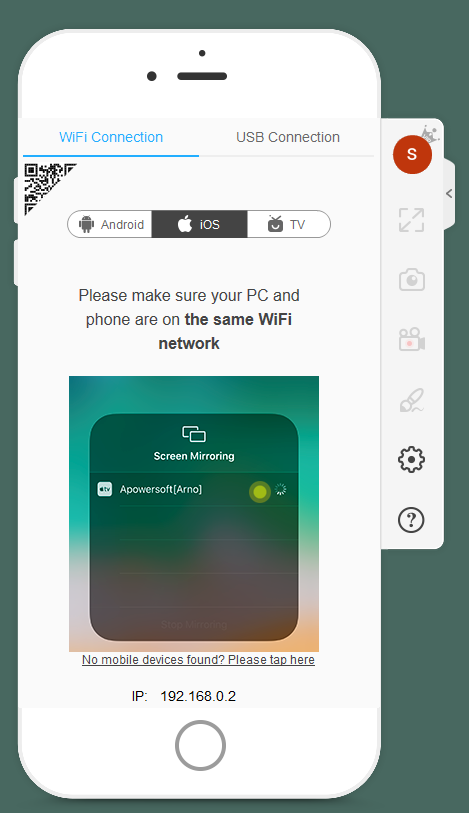 WiFi Connection USB Connection
S
Android iOS TV
Please make sure your PC and
phone are on the same WiFi
network
Screen Mirroring
tv Apowersoft[Arno]
Stop Mirroring
No mobile devices found? Please tap here
IP: 192.168.0.2
?